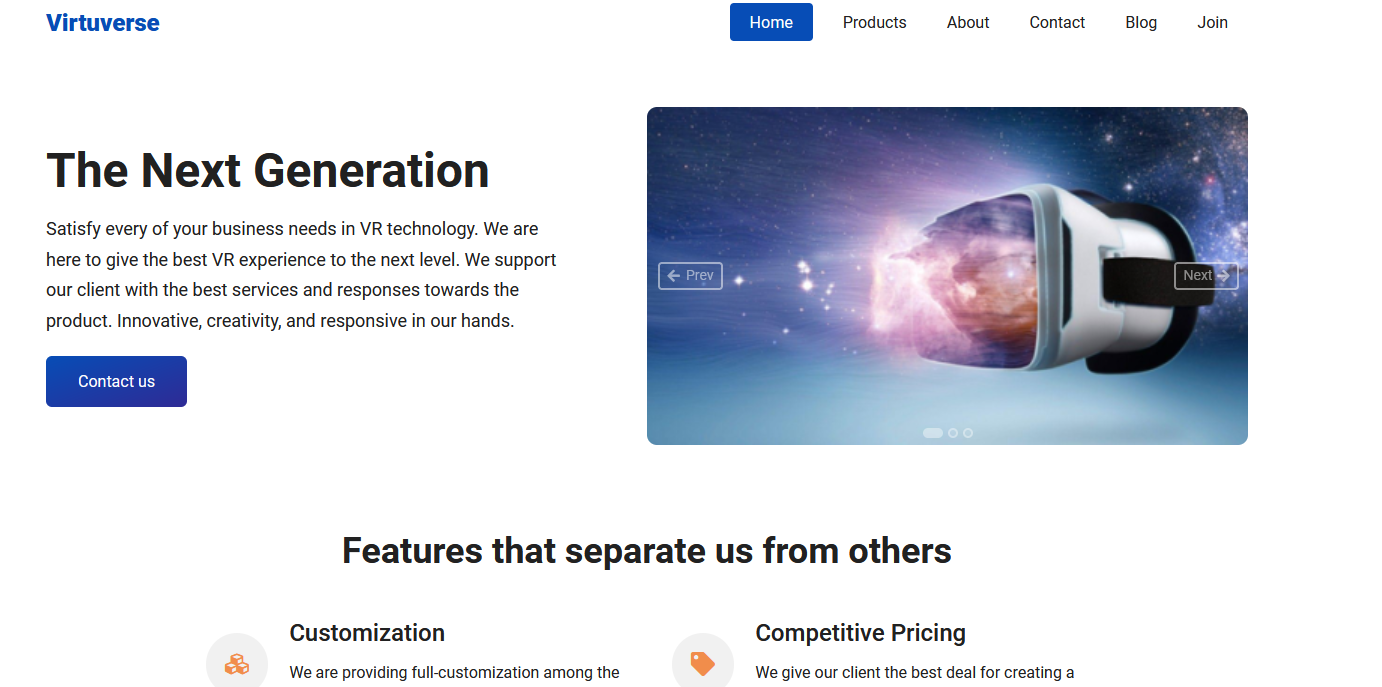 Virtuverse
Home Products About Contact Blog Join
The Next Generation
Satisfy every of your business needs in VR technology. We are
here to give the best VR experience to the next level. We support
our client with the best services and responses towards the
product. Innovative, creativity, and responsive in our hands.
Contact us
Prev
Next
Features that separate us from others
Customization
We are providing full-customization among the
Competitive Pricing
We give our client the best deal for creating a